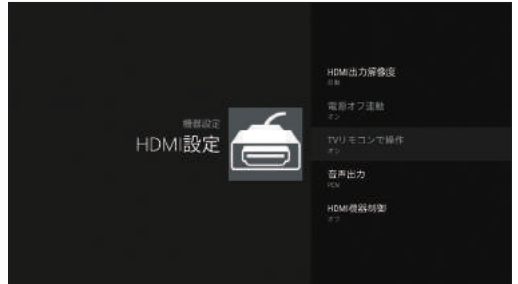 機器設定
HDMI設定
HDMI出力解像度
自動
電源オフ連動
オン
TVリモコンで操作
オン
音声出力
PCM
HDMI機器制御
オフ